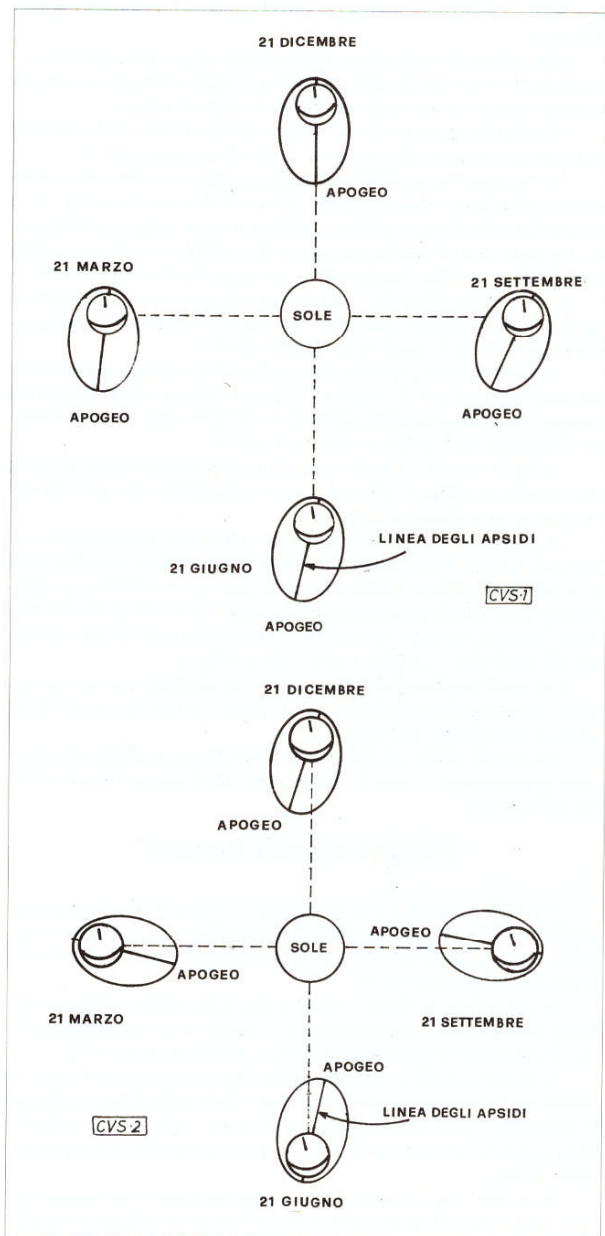 21 DICEMBRE
APOGEO
21 MARZO
21 SETTEMBRE
SOLE
APOGEO
APOGEO
LINEA DEGLI APSIDI
21 GIUGNO
CVS-1
APOGEO
21 DICEMBRE
APOGEO
APOGEO
SOLE
APOGEO
21 MARZO
21 SETTEMBRE
APOGEO
LINEA DEGLI APSIDI
CVS-2
21 GIUGNO